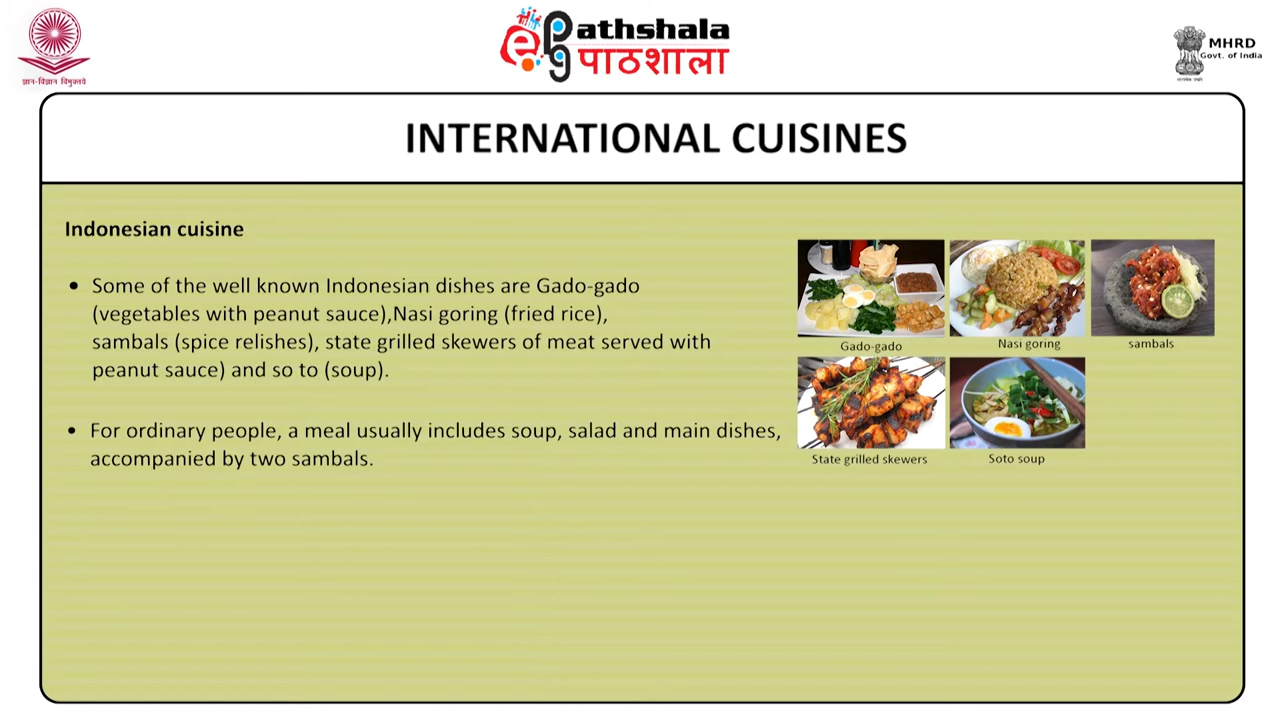 ज्ञान-विज्ञान विमुक्तये
ePG athshala
पाठशाला
MHRD
Govt. of India
INTERNATIONAL CUISINES
Indonesian cuisine
• Some of the well known Indonesian dishes are Gado-gado
(vegetables with peanut sauce),Nasi goring (fried rice),
sambals (spice relishes), state grilled skewers of meat served with
peanut sauce) and so to (soup).
• For ordinary people, a meal usually includes soup, salad and main dishes,
accompanied by two sambals.
Gado-gado
Nasi goring
sambals
State grilled skewers
Soto soup